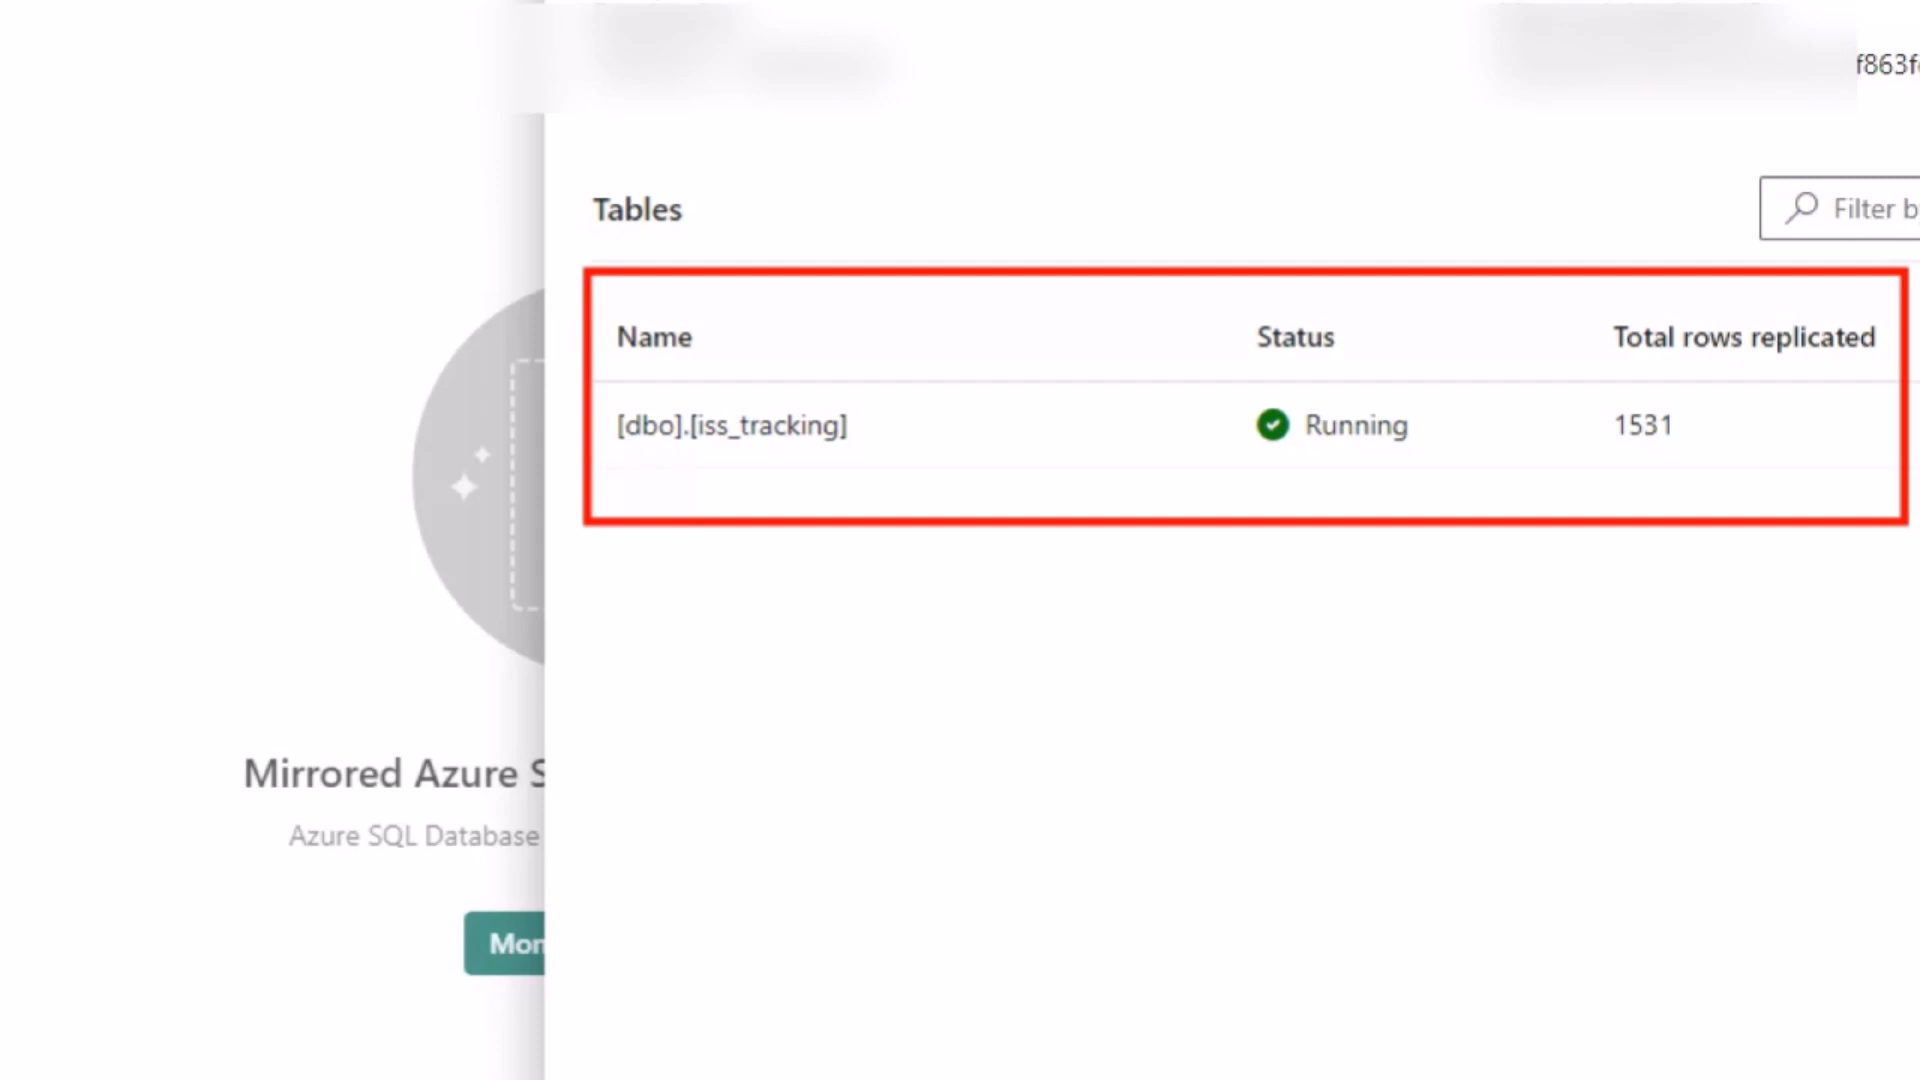 f863f
Tables
Filter b
Name Status Total rows replicated
[dbo].[iss_tracking] Running 1531
Mirrored Azure S
Azure SQL Database
Mon